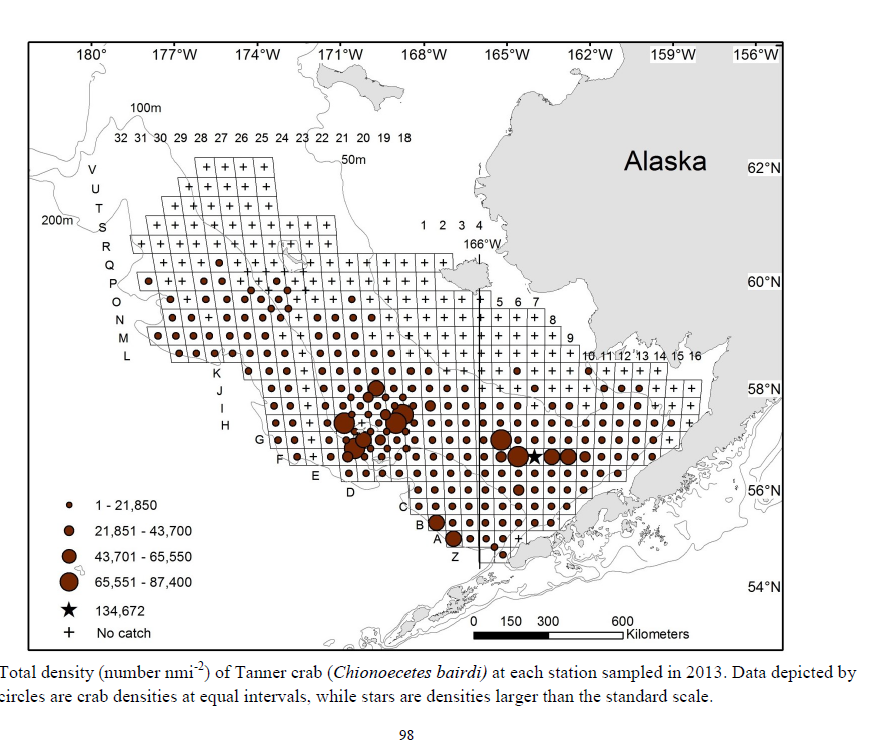 180° 177°W 174°W 171°W 168°W 165°W 162°W 159°W 156°W
100m
32 31 30 29 28 27 26 25 24 23 22 21 20 19 18
50m
Alaska
62°N
V
U
T
200m
S
1 2 3 4
R
166°W
Q
P
60°N
O
5 6 7
N
8
M
9
L
10 11 12 13 14 15 16
K
58°N
J
I
H
G
F
E
D
56°N
C
B
A
Z
1 - 21,850
21,851 - 43,700
43,701 - 65,550
65,551 - 87,400
54°N
134,672
No catch
0 150 300 600
Kilometers
Total density (number nmi-2) of Tanner crab (Chionoecetes bairdi) at each station sampled in 2013. Data depicted by
circles are crab densities at equal intervals, while stars are densities larger than the standard scale.
98